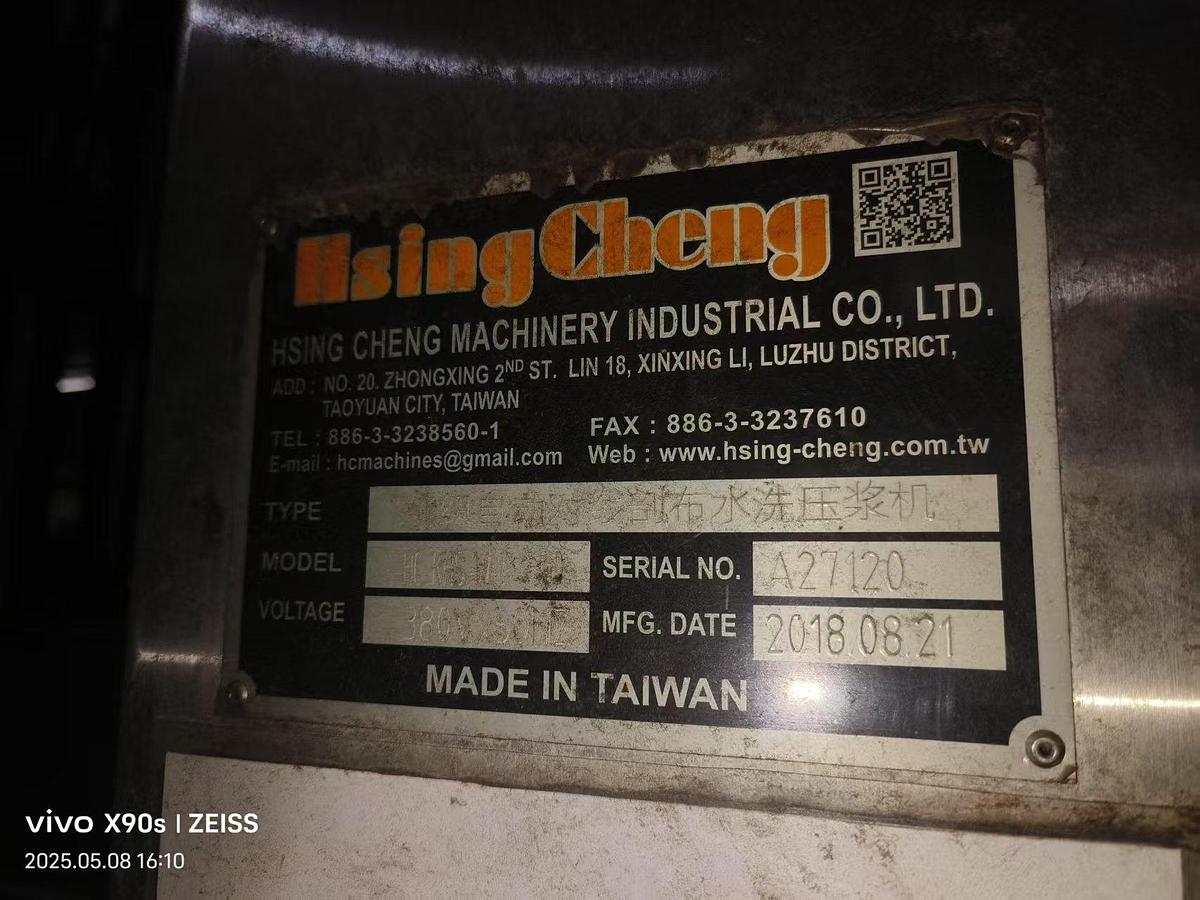 HsingCheng
HSING CHENG MACHINERY INDUSTRIAL CO., LTD.
ADD : NO. 20. ZHONGXING 2ND ST. LIN 18, XINXING LI, LUZHU DISTRICT,
TAOYUAN CITY, TAIWAN
TEL : 886-3-3238560-1 FAX : 886-3-3237610
E-mail : hcmachines@gmail.com Web : www.hsing-cheng.com.tw
TYPE 剖布水洗压浆机
MODEL SERIAL NO. A27120
VOLTAGE MFG. DATE 2018.08.21
MADE IN TAIWAN
vivo X90s | ZEISS
2025.05.08 16:10